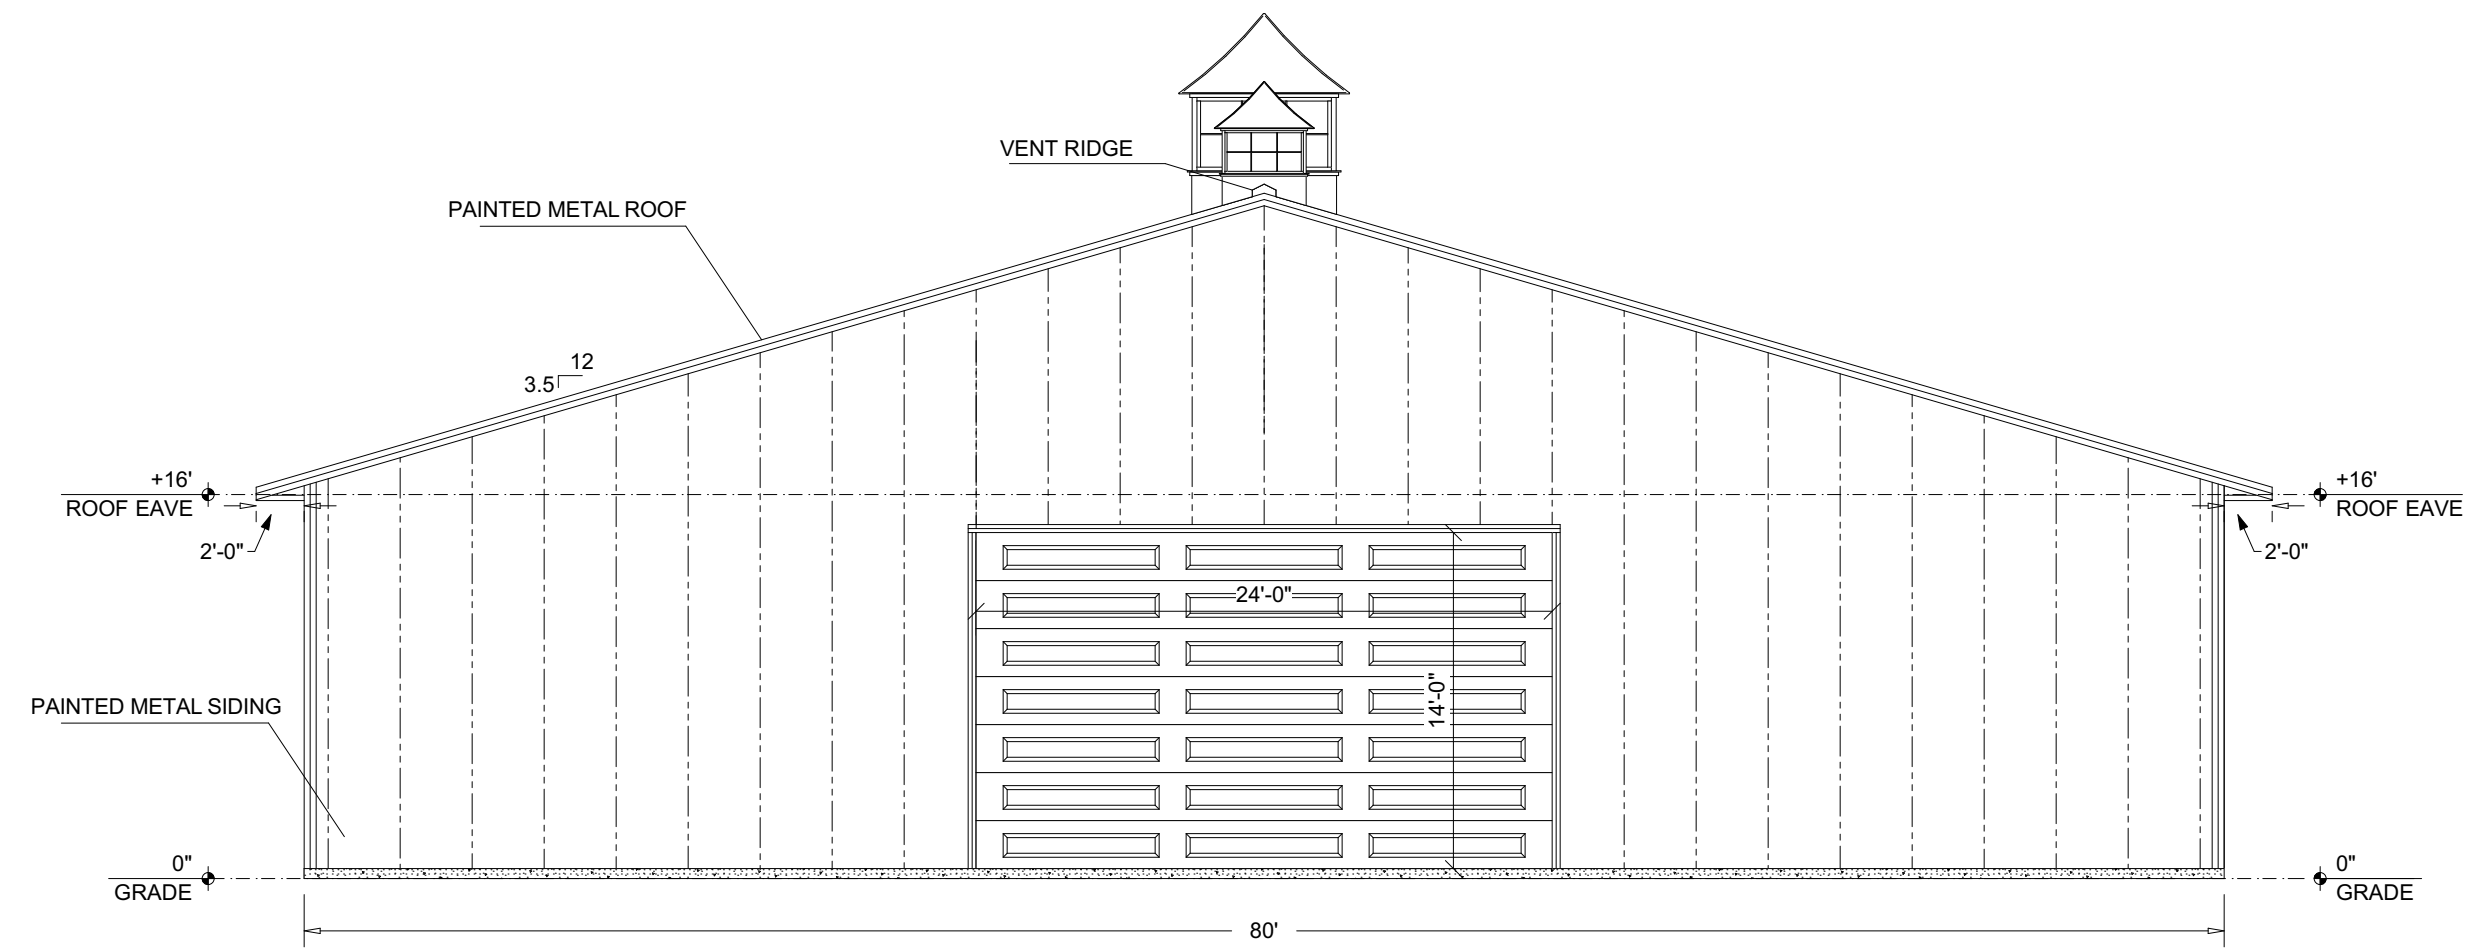 VENT RIDGE
PAINTED METAL ROOF
12
3.5
+16'
ROOF EAVE
+16'
ROOF EAVE
2'-0"
2'-0"
24'-0"
14'-0"
PAINTED METAL SIDING
0"
GRADE
0"
GRADE
80'